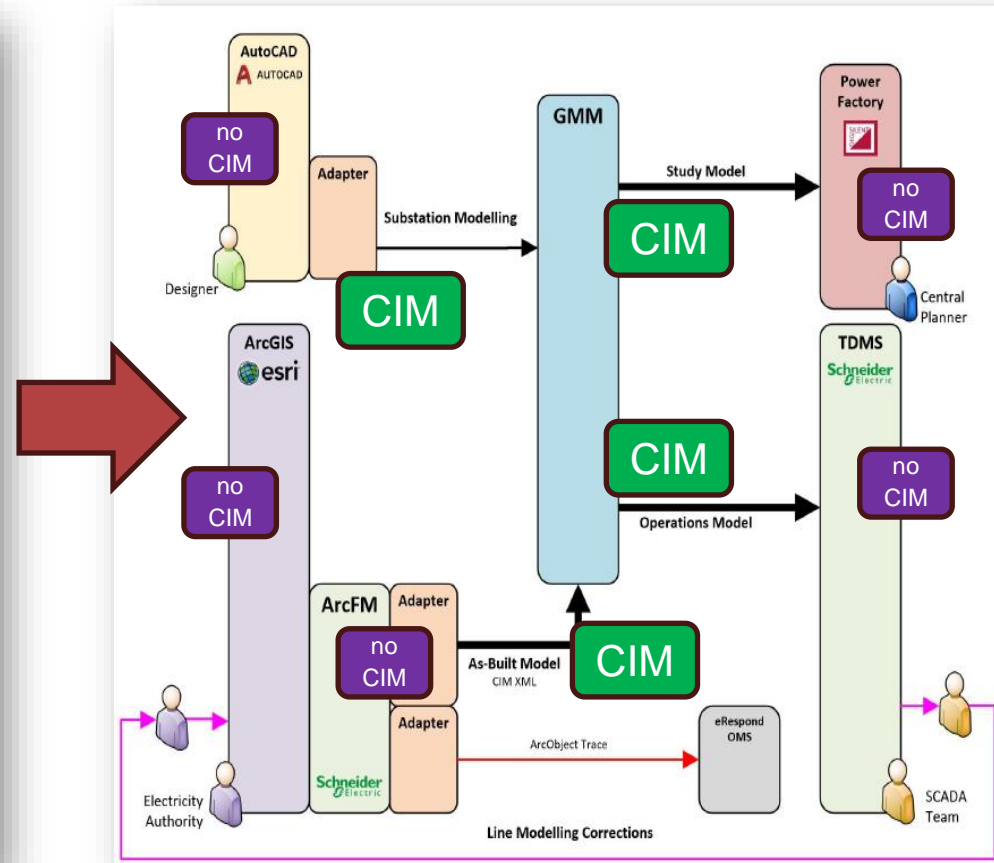 AutoCAD
AUTOCAD
no
CIM
Adapter
Designer
Substation Modelling
CIM
GMM
Study Model
CIM
Power
Factory
no
CIM
Central
Planner
ArcGIS
esri
no
CIM
ArcFM
no
CIM
Schneider
Electric
Adapter
Adapter
As-Built Model
CIM XML
CIM
CIM
Operations Model
TDMS
Schneider
Electric
no
CIM
ArcObject Trace
eRespond
OMS
Electricity
Authority
SCADA
Team
Line Modelling Corrections